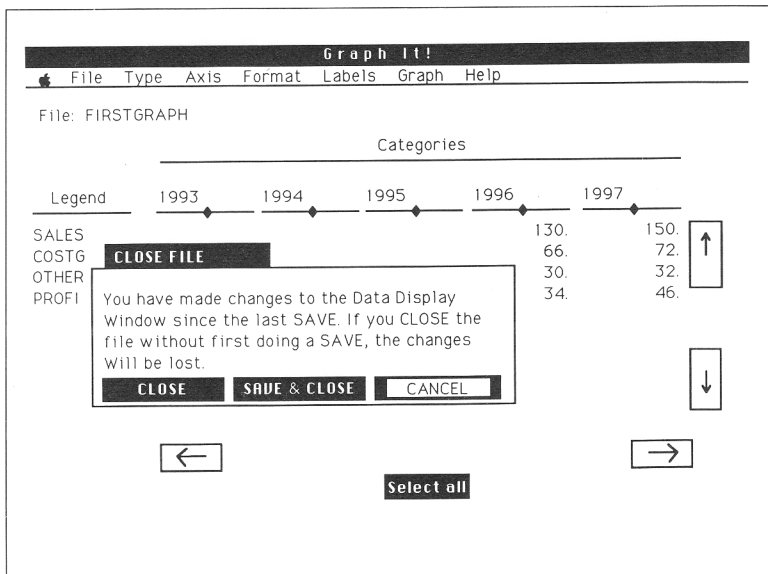 Graph It!
File Type Axis Format Labels Graph Help
File: FIRSTGRAPH
Categories
Legend 1993 1994 1995 1996 1997
SALES 130. 150.
COSTG 66. 72.
OTHER 30. 32.
PROFI 34. 46.
CLOSE FILE
You have made changes to the Data Display
Window since the last SAVE. If you CLOSE the
file without first doing a SAVE, the changes
Will be lost.
CLOSE SAVE & CLOSE CANCEL
Select all